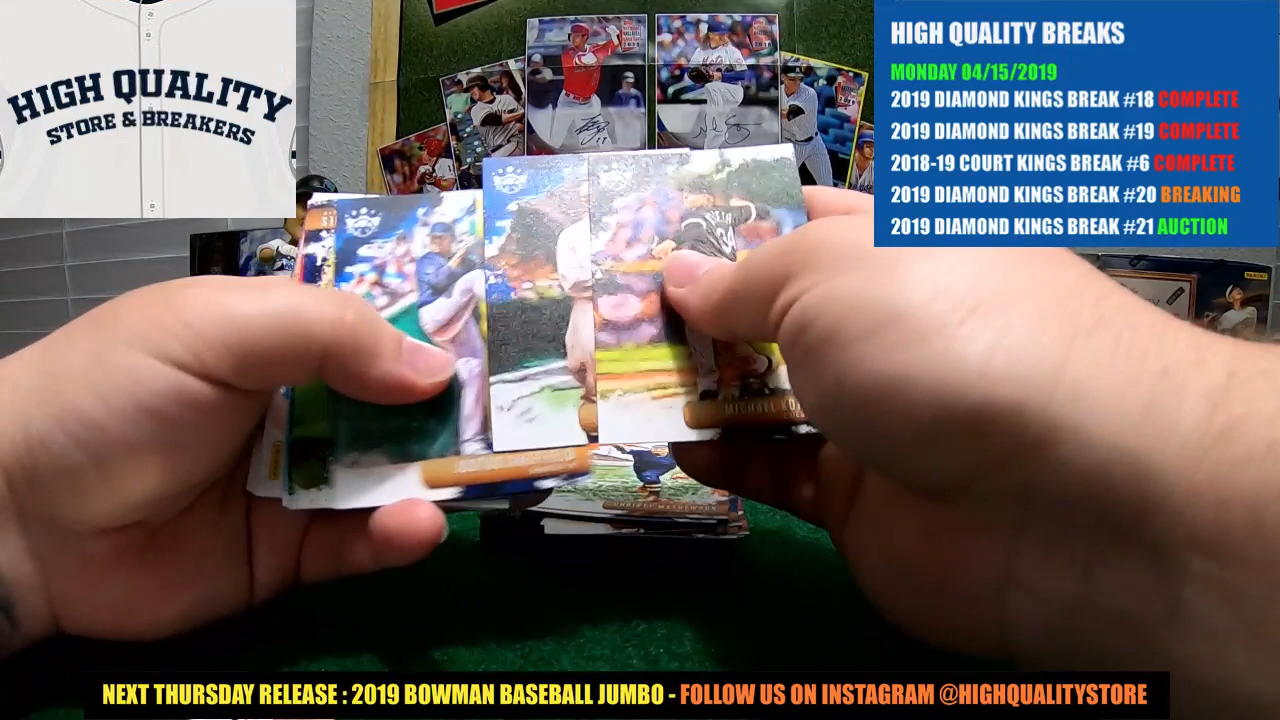 HIGH QUALITY
STORE & BREAKERS
HIGH QUALITY BREAKS
MONDAY 04/15/2019
2019 DIAMOND KINGS BREAK #18 COMPLETE
2019 DIAMOND KINGS BREAK #19 COMPLETE
2018-19 COURT KINGS BREAK #6 COMPLETE
2019 DIAMOND KINGS BREAK #20 BREAKING
2019 DIAMOND KINGS BREAK #21 AUCTION
PANINI
MICHAEL
NEXT THURSDAY RELEASE : 2019 BOWMAN BASEBALL JUMBO - FOLLOW US ON INSTAGRAM @HIGHQUALITYSTORE